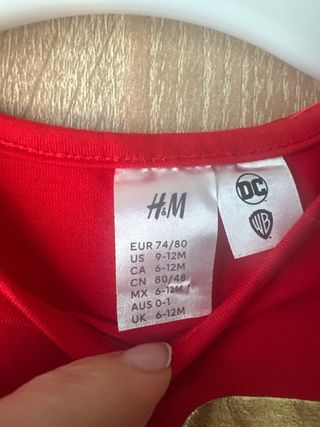 H&M
EUR 74/80
US 9-12M
CA 6-12M
CN 80/48
MX 6-12M
AUS 0-1
UK 6-12M
DC
WB